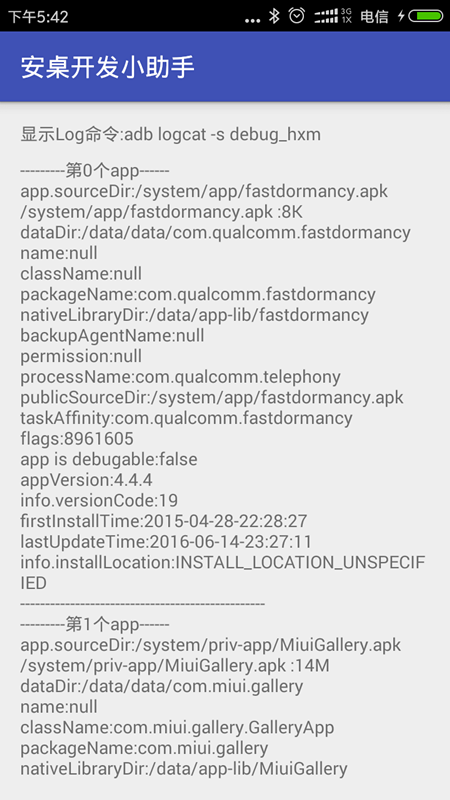 下午5:42
... 3G 1X 电信
安桌开发小助手
显示Log命令:adb logcat -s debug_hxm
---------第0个app------
app.sourceDir:/system/app/fastdormancy.apk
/system/app/fastdormancy.apk :8K
dataDir:/data/data/com.qualcomm.fastdormancy
name:null
className:null
packageName:com.qualcomm.fastdormancy
nativeLibraryDir:/data/app-lib/fastdormancy
backupAgentName:null
permission:null
processName:com.qualcomm.telephony
publicSourceDir:/system/app/fastdormancy.apk
taskAffinity:com.qualcomm.fastdormancy
flags:8961605
app is debugable:false
appVersion:4.4.4
info.versionCode:19
firstInstallTime:2015-04-28-22:28:27
lastUpdateTime:2016-06-14-23:27:11
info.installLocation:INSTALL_LOCATION_UNSPECIF
IED
-------------------------------------------------
---------第1个app------
app.sourceDir:/system/priv-app/MiuiGallery.apk
/system/priv-app/MiuiGallery.apk :14M
dataDir:/data/data/com.miui.gallery
name:null
className:com.miui.gallery.GalleryApp
packageName:com.miui.gallery
nativeLibraryDir:/data/app-lib/MiuiGallery